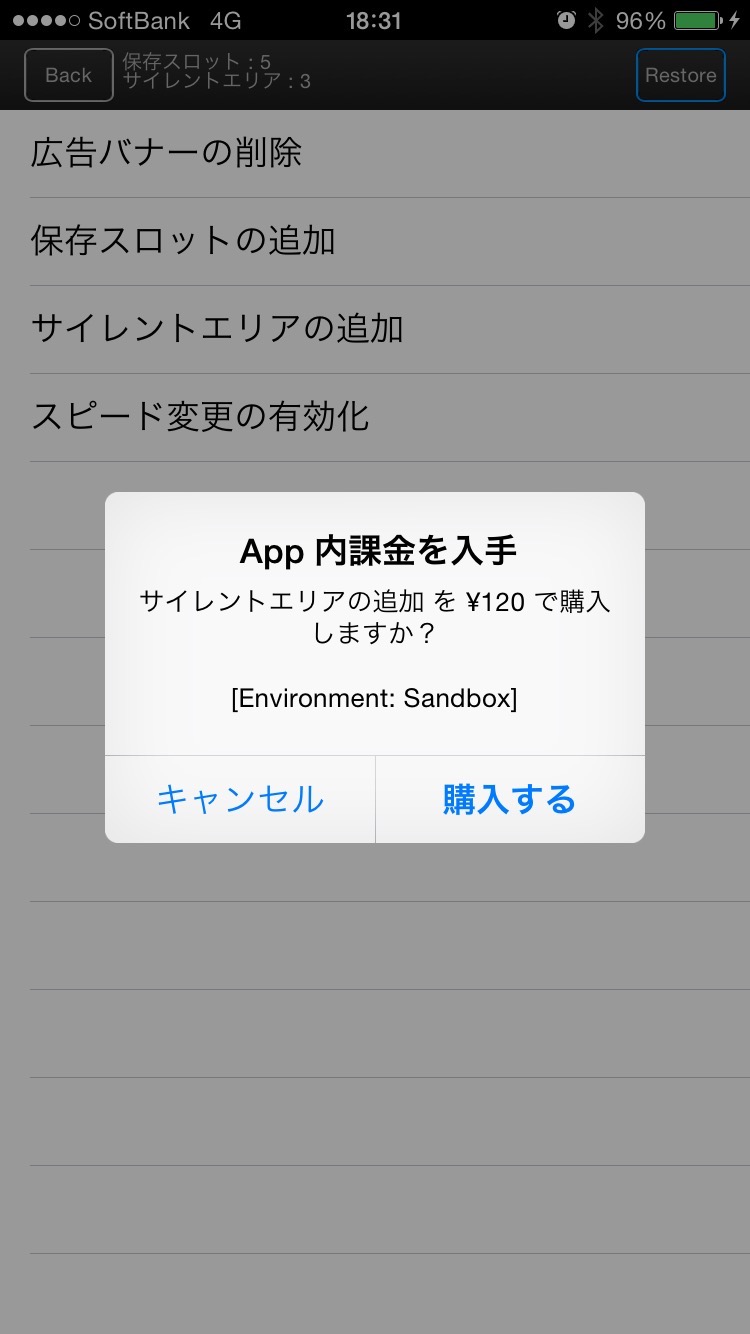 SoftBank 4G 18:31 96%
Back
保存スロット : 5
サイレントエリア : 3
Restore
広告バナーの削除
保存スロットの追加
サイレントエリアの追加
スピード変更の有効化
App 内課金を入手
サイレントエリアの追加 を ¥120 で購入
しますか？
[Environment: Sandbox]
キャンセル
購入する